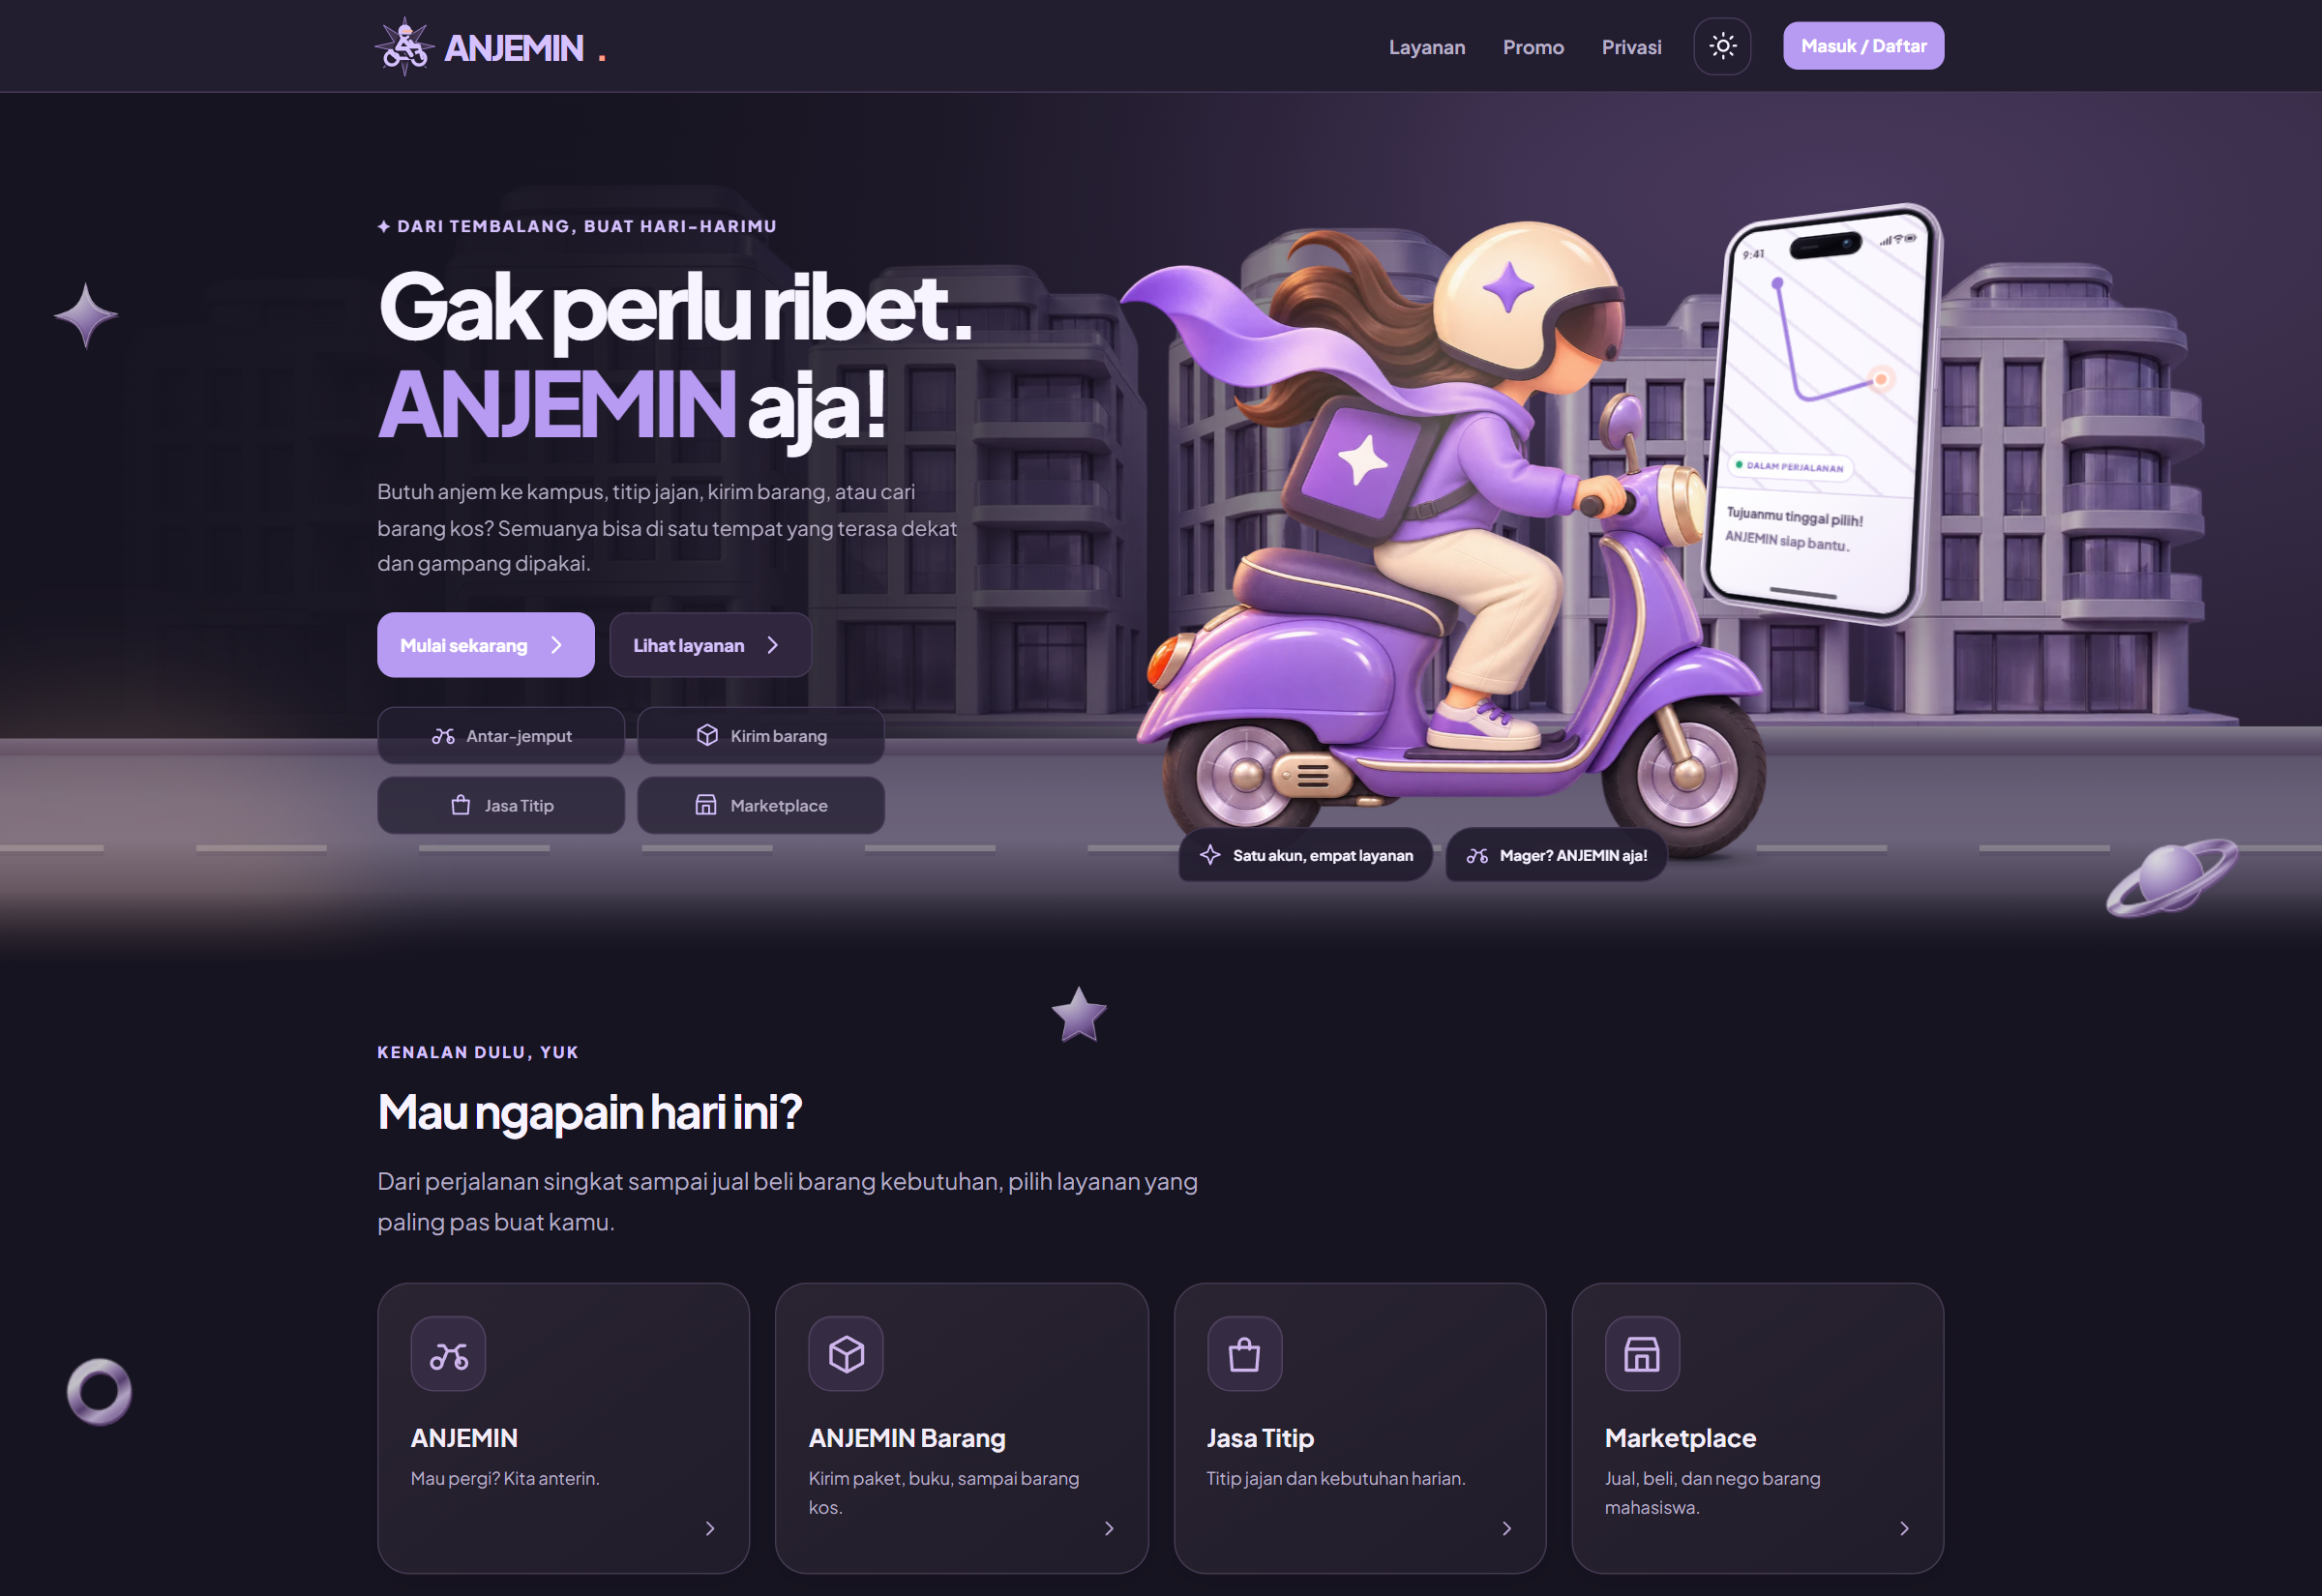 ANJEMIN .
Layanan
Promo
Privasi
Masuk / Daftar
✦ DARI TEMBALANG, BUAT HARI-HARIMU
Gak perlu ribet.
ANJEMIN aja!
Butuh anjem ke kampus, titip jajan, kirim barang, atau cari
barang kos? Semuanya bisa di satu tempat yang terasa dekat
dan gampang dipakai.
Mulai sekarang
Lihat layanan
Antar-jemput
Kirim barang
Jasa Titip
Marketplace
9:41
DALAM PERJALANAN
Tujuanmu tinggal pilih!
ANJEMIN siap bantu.
Satu akun, empat layanan
Mager? ANJEMIN aja!
KENALAN DULU, YUK
Mau ngapain hari ini?
Dari perjalanan singkat sampai jual beli barang kebutuhan, pilih layanan yang
paling pas buat kamu.
ANJEMIN
Mau pergi? Kita anterin.
ANJEMIN Barang
Kirim paket, buku, sampai barang
kos.
Jasa Titip
Titip jajan dan kebutuhan harian.
Marketplace
Jual, beli, dan nego barang
mahasiswa.